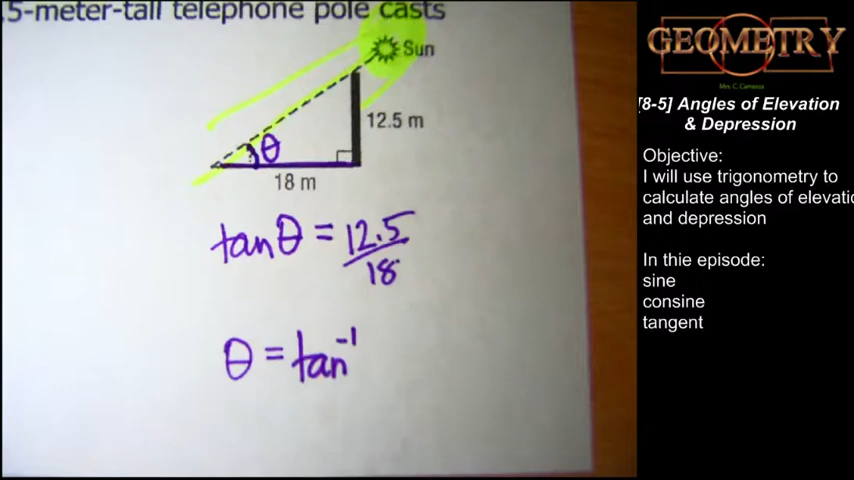 .5-meter-tall telephone pole casts
Sun
12.5 m
θ
18 m
tanθ = 12.5/18
θ = tan⁻¹
GEOMETRY
Mrs. C Campos
[8-5] Angles of Elevation
& Depression
Objective:
I will use trigonometry to
calculate angles of elevatio
and depression
In thie episode:
sine
consine
tangent